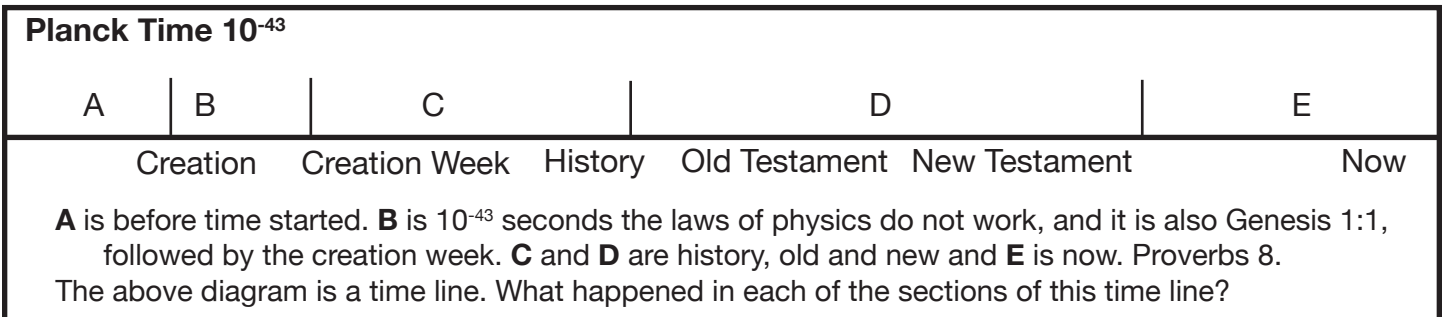 Planck Time 10⁻⁴³
A B C D E
Creation Creation Week History Old Testament New Testament Now
A is before time started. B is 10⁻⁴³ seconds the laws of physics do not work, and it is also Genesis 1:1,
followed by the creation week. C and D are history, old and new and E is now. Proverbs 8.
The above diagram is a time line. What happened in each of the sections of this time line?